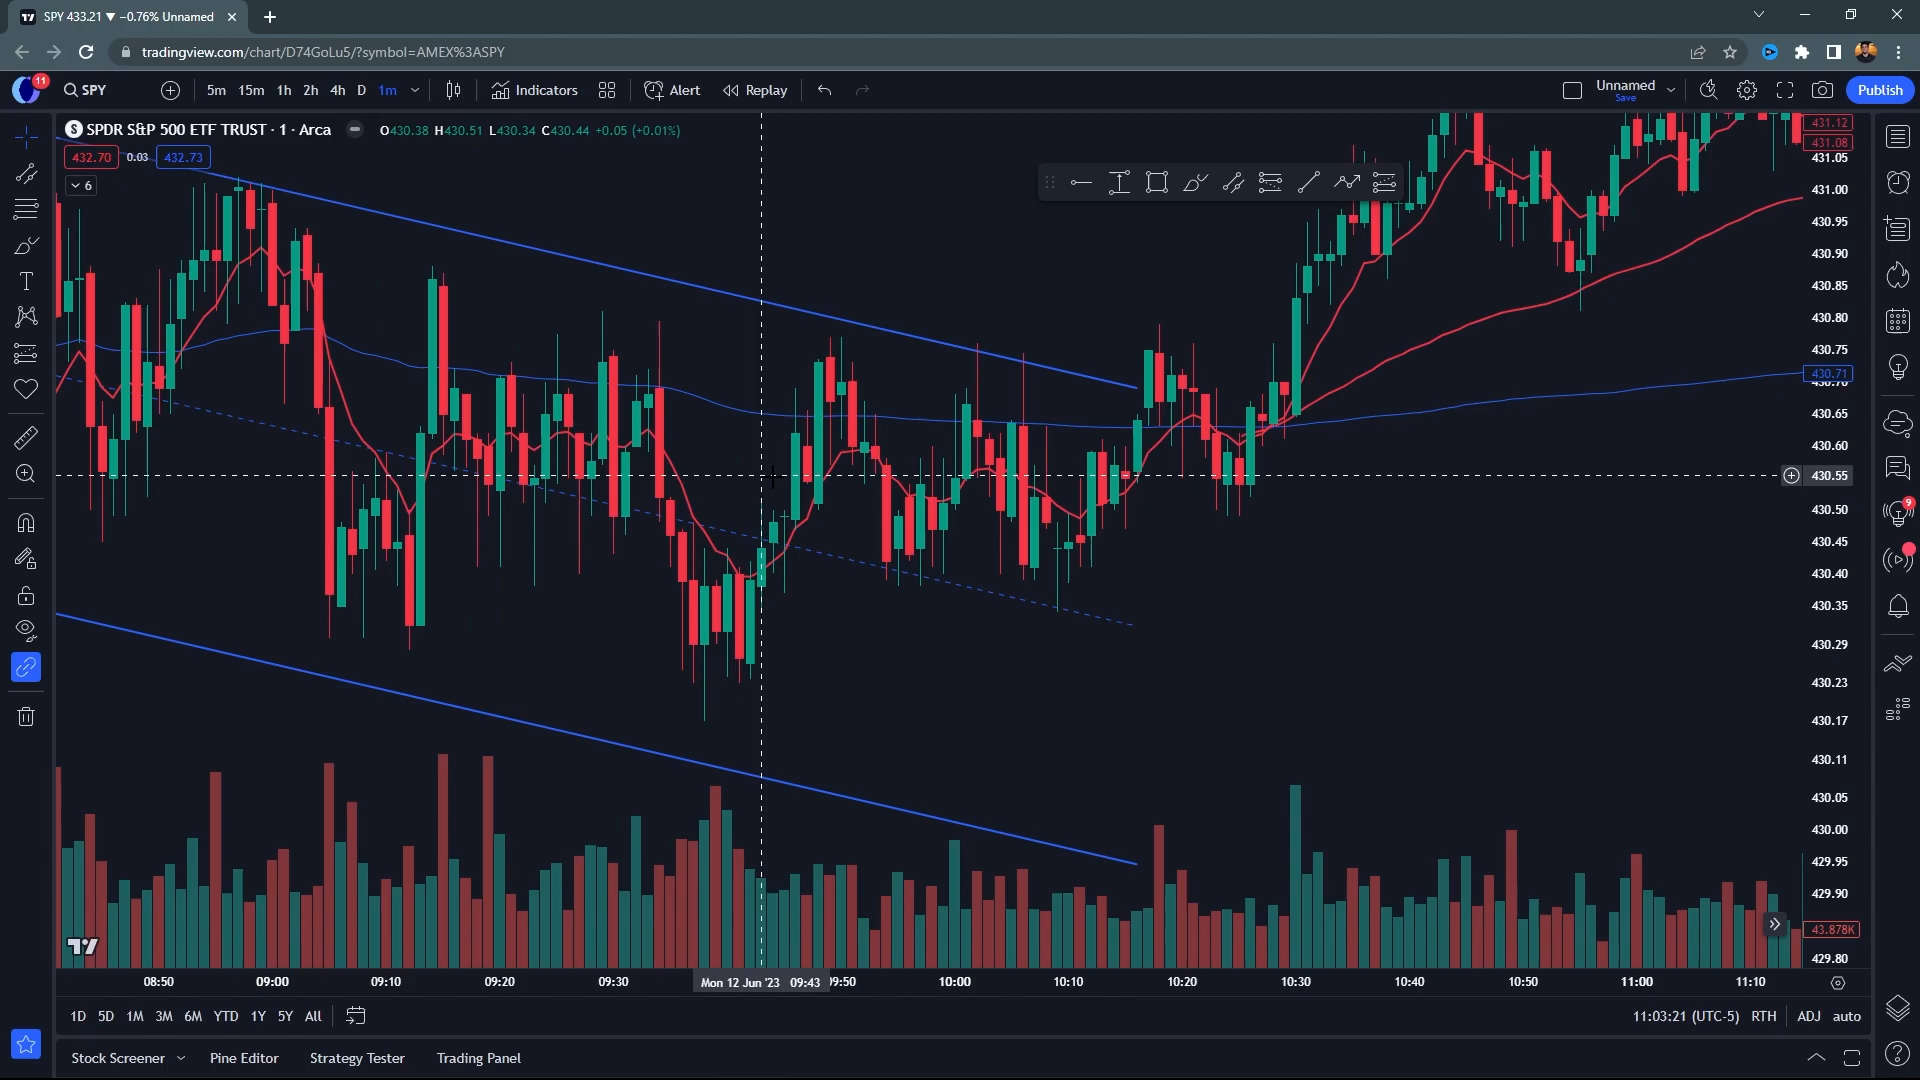 SPY 433.21 ▼ −0.76% Unnamed
tradingview.com/chart/D74GoLu5/?symbol=AMEX%3ASPY
11
SPY
5m 15m 1h 2h 4h D 1m
Indicators
Alert
Replay
Unnamed
Save
Publish
SPDR S&P 500 ETF TRUST · 1 · Arca
O430.38 H430.51 L430.34 C430.44 +0.05 (+0.01%)
432.70 0.03 432.73
6
431.12
431.08
431.05
431.00
430.95
430.90
430.85
430.80
430.75
430.71
430.70
430.65
430.60
430.55
430.50
430.45
430.40
430.35
430.29
430.23
430.17
430.11
430.05
430.00
429.95
429.90
43.878K
429.80
9
08:50 09:00 09:10 09:20 09:30 Mon 12 Jun '23 09:43 09:50 10:00 10:10 10:20 10:30 10:40 10:50 11:00 11:10
1D 5D 1M 3M 6M YTD 1Y 5Y All
11:03:21 (UTC-5) RTH ADJ auto
Stock Screener Pine Editor Strategy Tester Trading Panel